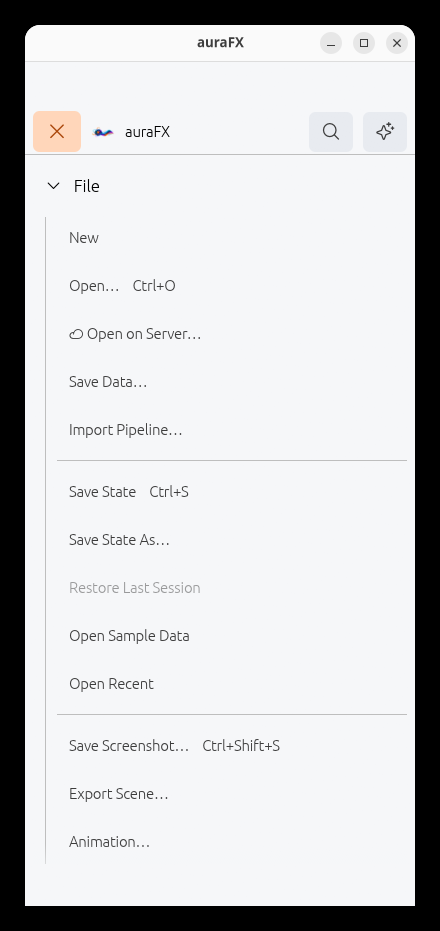 auraFX
auraFX
File
New
Open… Ctrl+O
Open on Server…
Save Data…
Import Pipeline…
Save State Ctrl+S
Save State As…
Restore Last Session
Open Sample Data
Open Recent
Save Screenshot… Ctrl+Shift+S
Export Scene…
Animation…